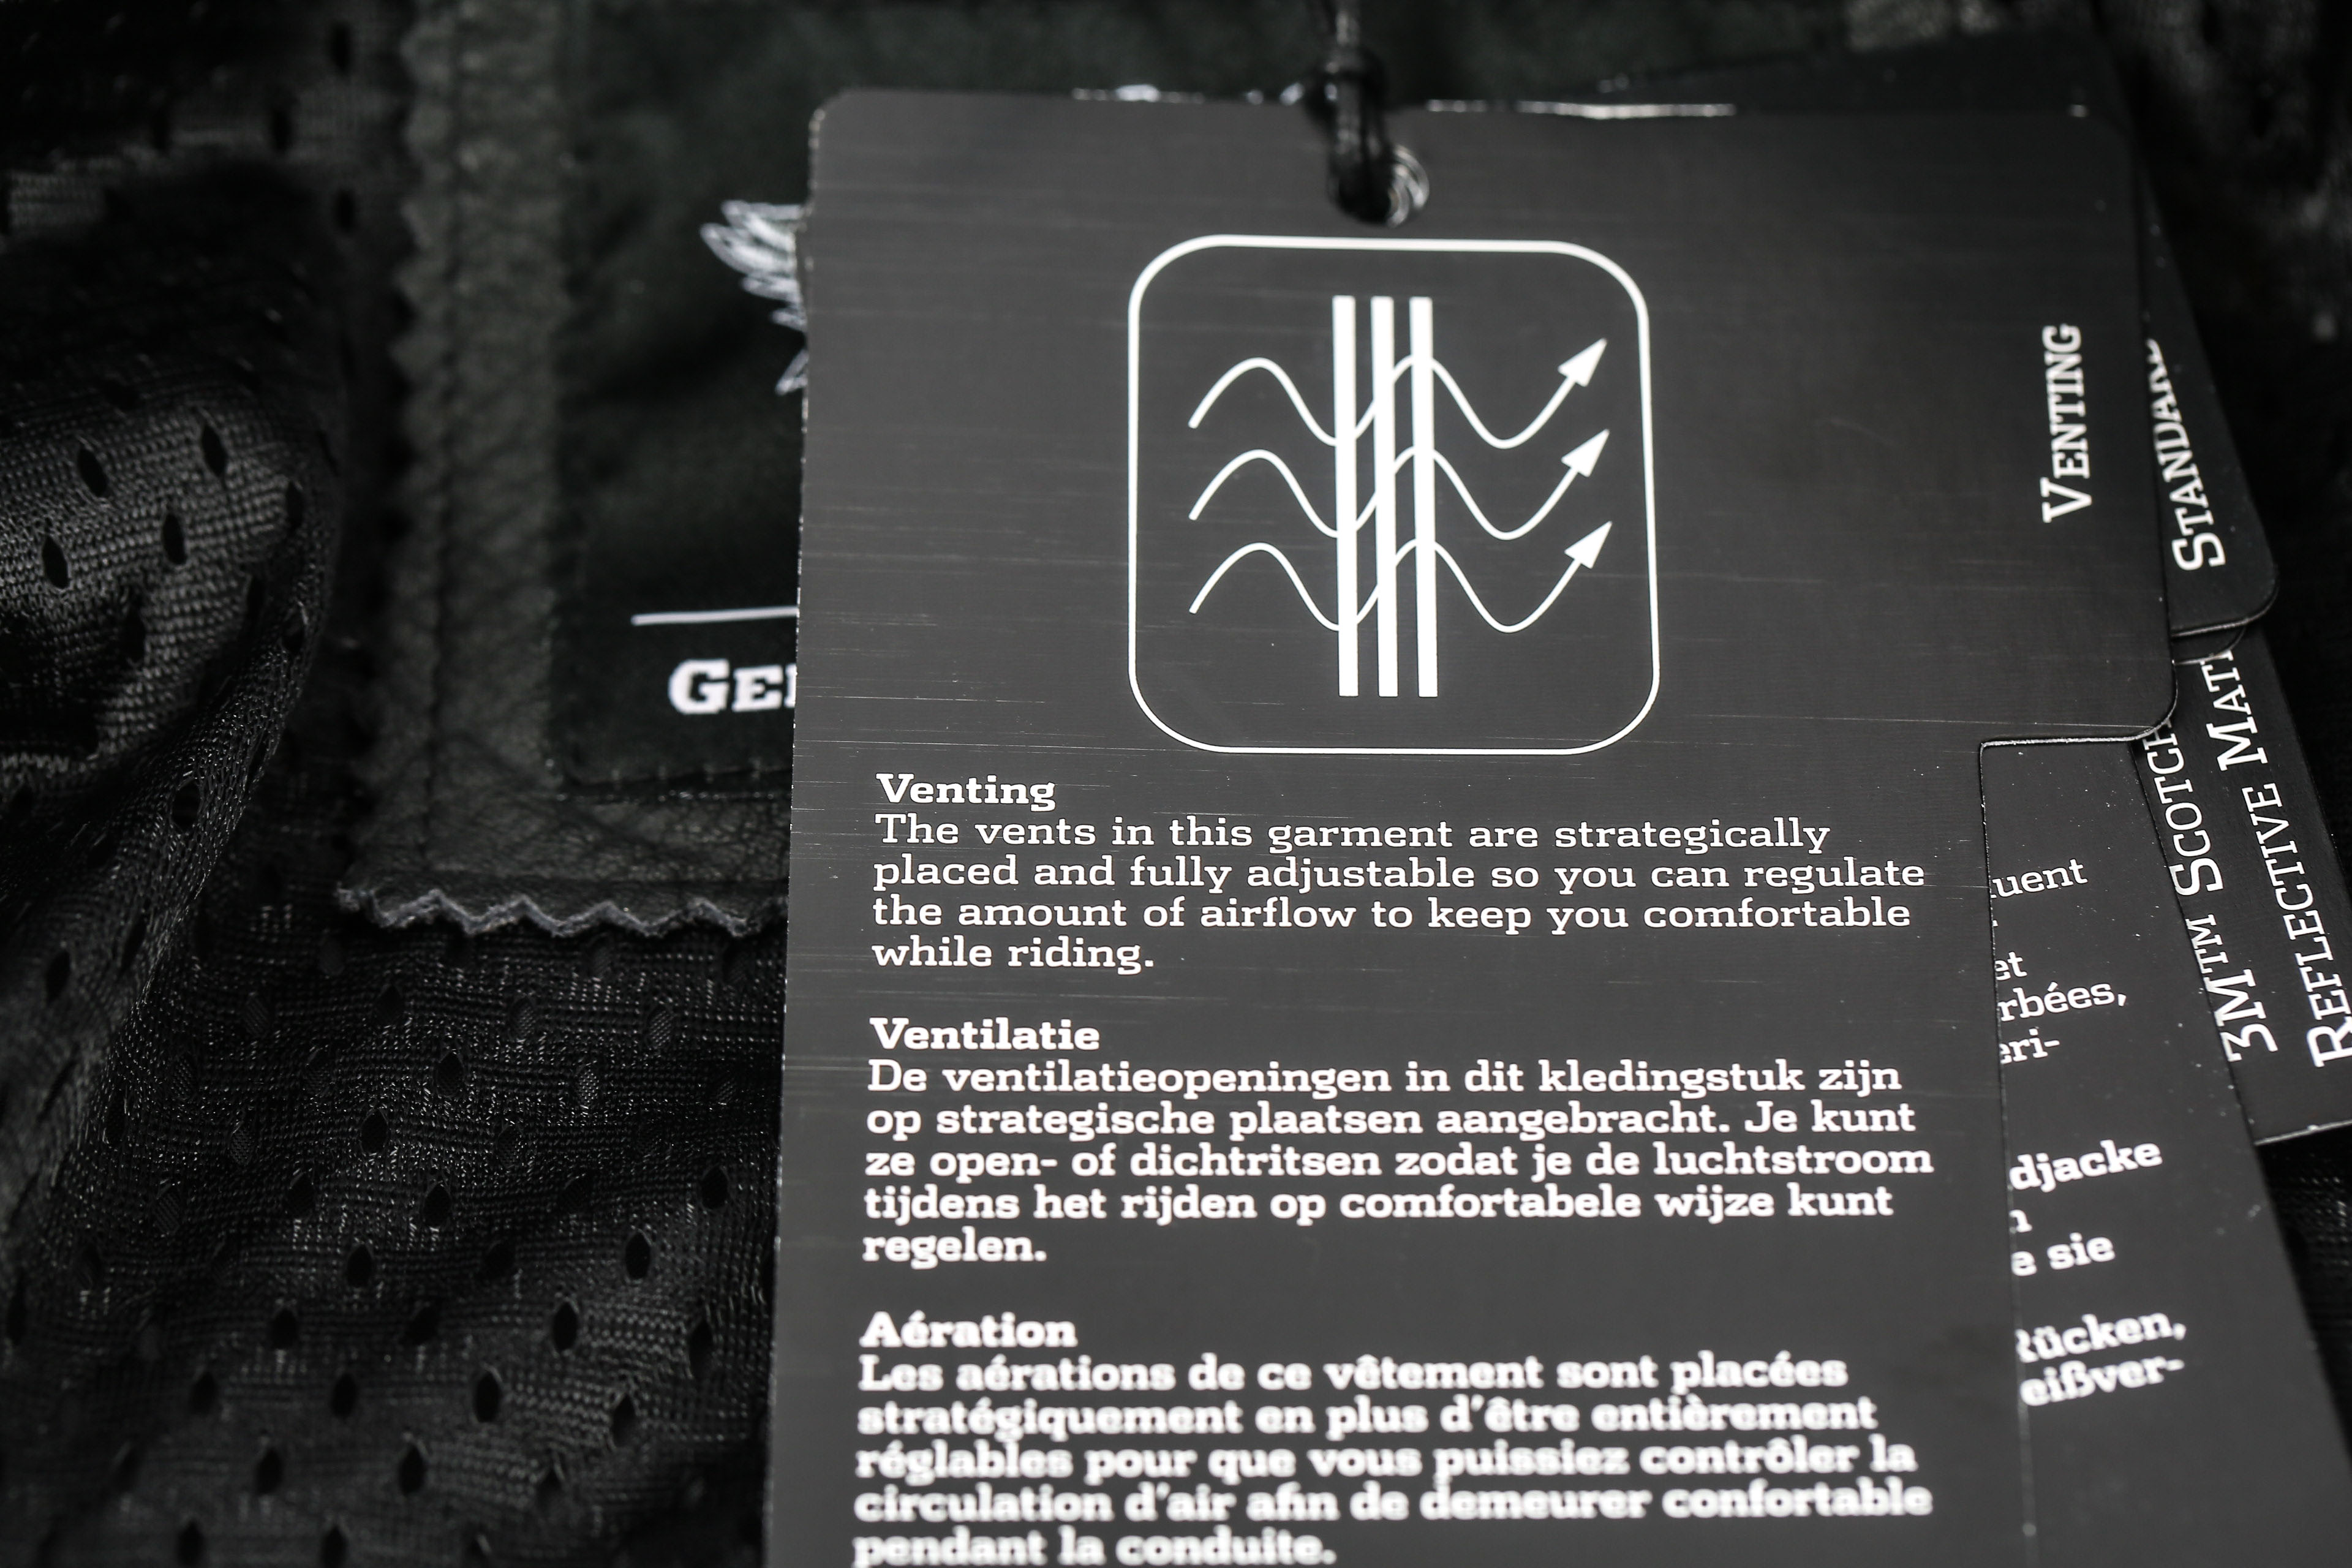 Venting
The vents in this garment are strategically
placed and fully adjustable so you can regulate
the amount of airflow to keep you comfortable
while riding.
Ventilatie
De ventilatieopeningen in dit kledingstuk zijn
op strategische plaatsen aangebracht. Je kunt
ze open- of dichtritsen zodat je de luchtstroom
tijdens het rijden op comfortabele wijze kunt
regelen.
Aération
Les aérations de ce vêtement sont placées
stratégiquement en plus d'être entièrement
réglables pour que vous puissiez contrôler la
circulation d'air afin de demeurer confortable
pendant la conduite.
VENTING
STANDARD
3M™ SCOTCH
REFLECTIVE MATE
uent
et
rbées,
eri-
djacke
n
e sie
Rücken,
eißver-